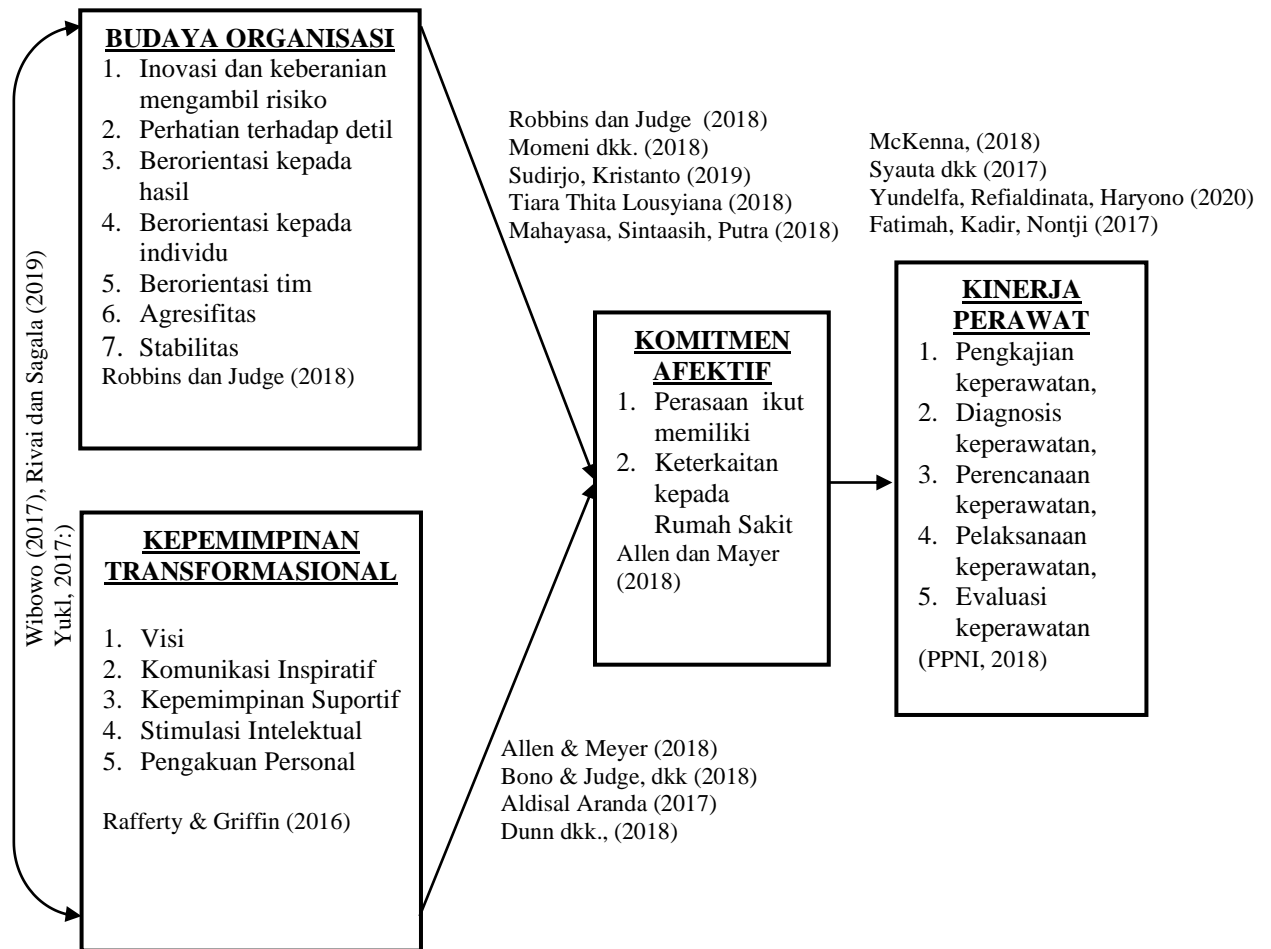 BUDAYA ORGANISASI
1. Inovasi dan keberanian
mengambil risiko
2. Perhatian terhadap detil
3. Berorientasi kepada
hasil
4. Berorientasi kepada
individu
5. Berorientasi tim
6. Agresifitas
7. Stabilitas
Robbins dan Judge (2018)
Wibowo (2017), Rivai dan Sagala (2019)
Yukl, 2017:)
KEPEMIMPINAN
TRANSFORMASIONAL
1. Visi
2. Komunikasi Inspiratif
3. Kepemimpinan Suportif
4. Stimulasi Intelektual
5. Pengakuan Personal
Rafferty & Griffin (2016)
Robbins dan Judge (2018)
Momeni dkk. (2018)
Sudirjo, Kristanto (2019)
Tiara Thita Lousyiana (2018)
Mahayasa, Sintaasih, Putra (2018)
Allen & Meyer (2018)
Bono & Judge, dkk (2018)
Aldisal Aranda (2017)
Dunn dkk., (2018)
KOMITMEN
AFEKTIF
1. Perasaan ikut
memiliki
2. Keterkaitan
kepada
Rumah Sakit
Allen dan Mayer
(2018)
McKenna, (2018)
Syauta dkk (2017)
Yundelfa, Refialdinata, Haryono (2020)
Fatimah, Kadir, Nontji (2017)
KINERJA
PERAWAT
1. Pengkajian
keperawatan,
2. Diagnosis
keperawatan,
3. Perencanaan
keperawatan,
4. Pelaksanaan
keperawatan,
5. Evaluasi
keperawatan
(PPNI, 2018)